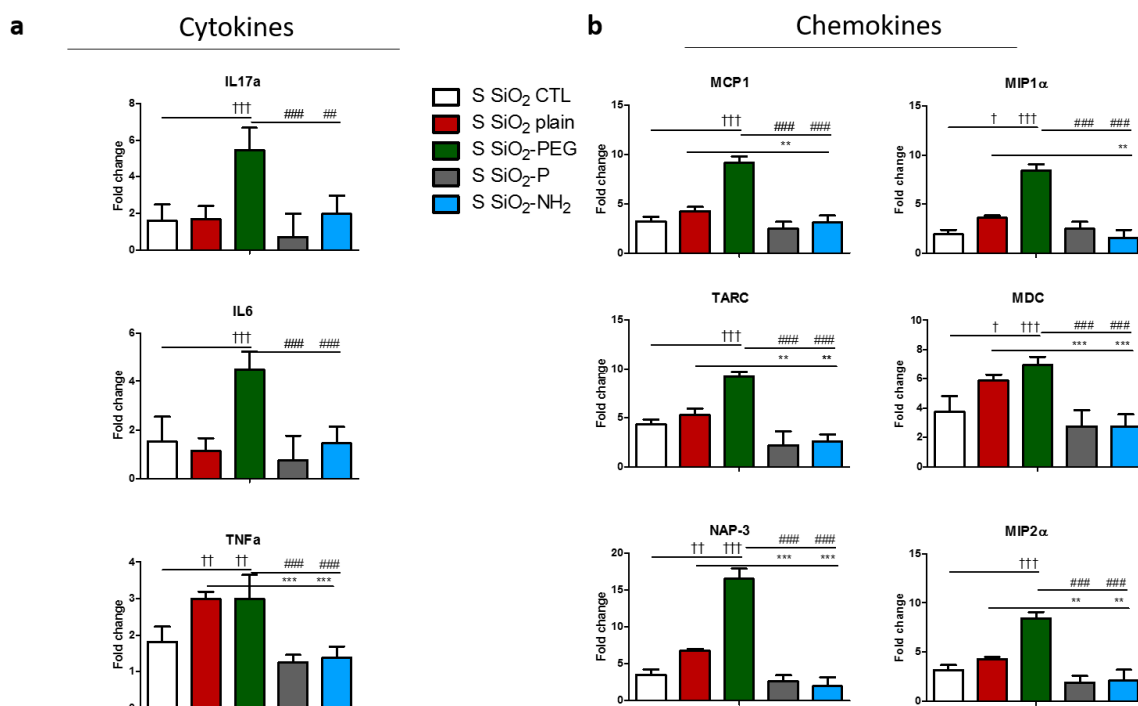 a
Cytokines
b
Chemokines
S SiO₂ CTL
S SiO₂ plain
S SiO₂-PEG
S SiO₂-P
S SiO₂-NH₂
IL17a
Fold change
8
6
4
2
0
††† ### ##
IL6
Fold change
6
4
2
0
††† ### ###
TNFa
Fold change
4
3
2
1
0
†† †† ### ###
*** ***
MCP1
Fold change
15
10
5
0
††† ### ###
**
MIP1α
Fold change
15
10
5
0
† ††† ### ###
**
TARC
Fold change
15
10
5
0
††† ### ###
** **
MDC
Fold change
10
8
6
4
2
0
† ††† ### ###
*** ***
NAP-3
Fold change
20
15
10
5
0
†† ††† ### ###
*** ***
MIP2α
Fold change
15
10
5
0
††† ### ###
** **